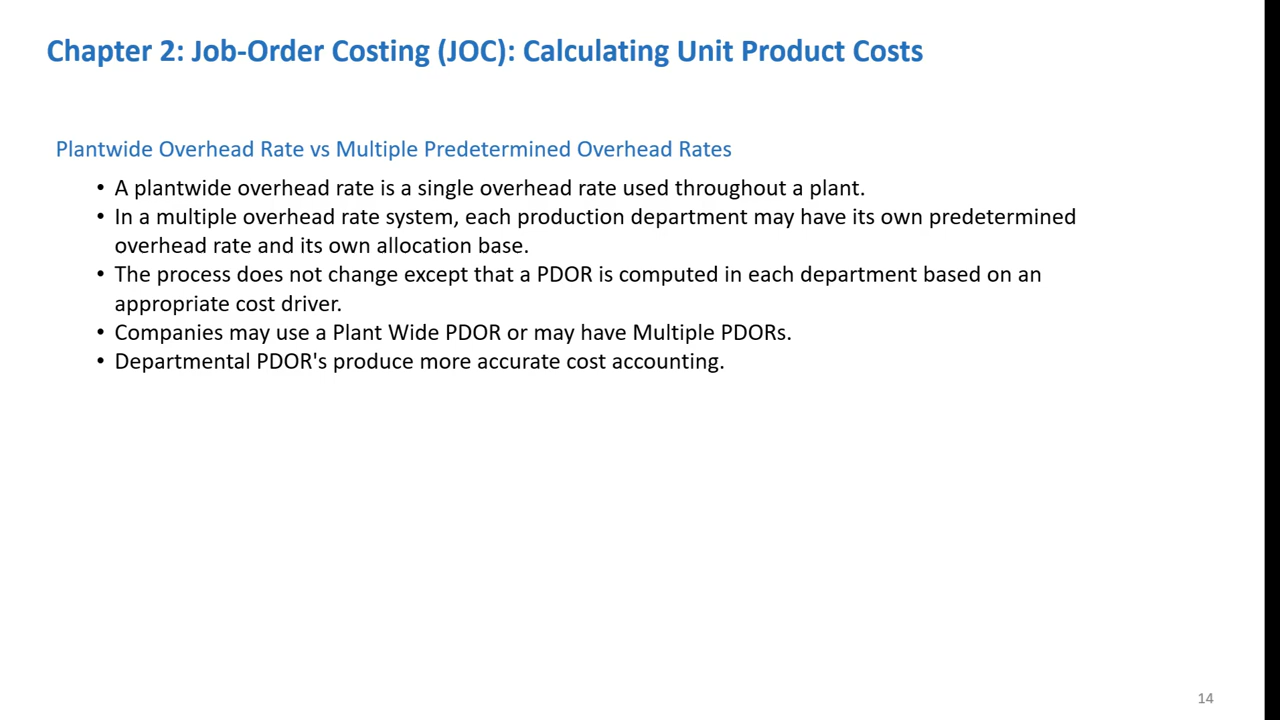 Chapter 2: Job-Order Costing (JOC): Calculating Unit Product Costs
Plantwide Overhead Rate vs Multiple Predetermined Overhead Rates
• A plantwide overhead rate is a single overhead rate used throughout a plant.
• In a multiple overhead rate system, each production department may have its own predetermined
overhead rate and its own allocation base.
• The process does not change except that a PDOR is computed in each department based on an
appropriate cost driver.
• Companies may use a Plant Wide PDOR or may have Multiple PDORs.
• Departmental PDOR's produce more accurate cost accounting.
14